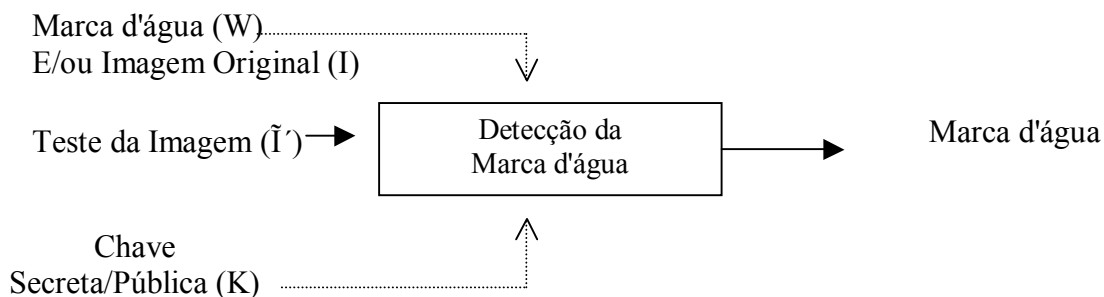 Marca d'água (W)
E/ou Imagem Original (I)
Teste da Imagem (Ĩ´)
Detecção da
Marca d'água
Marca d'água
Chave
Secreta/Pública (K)